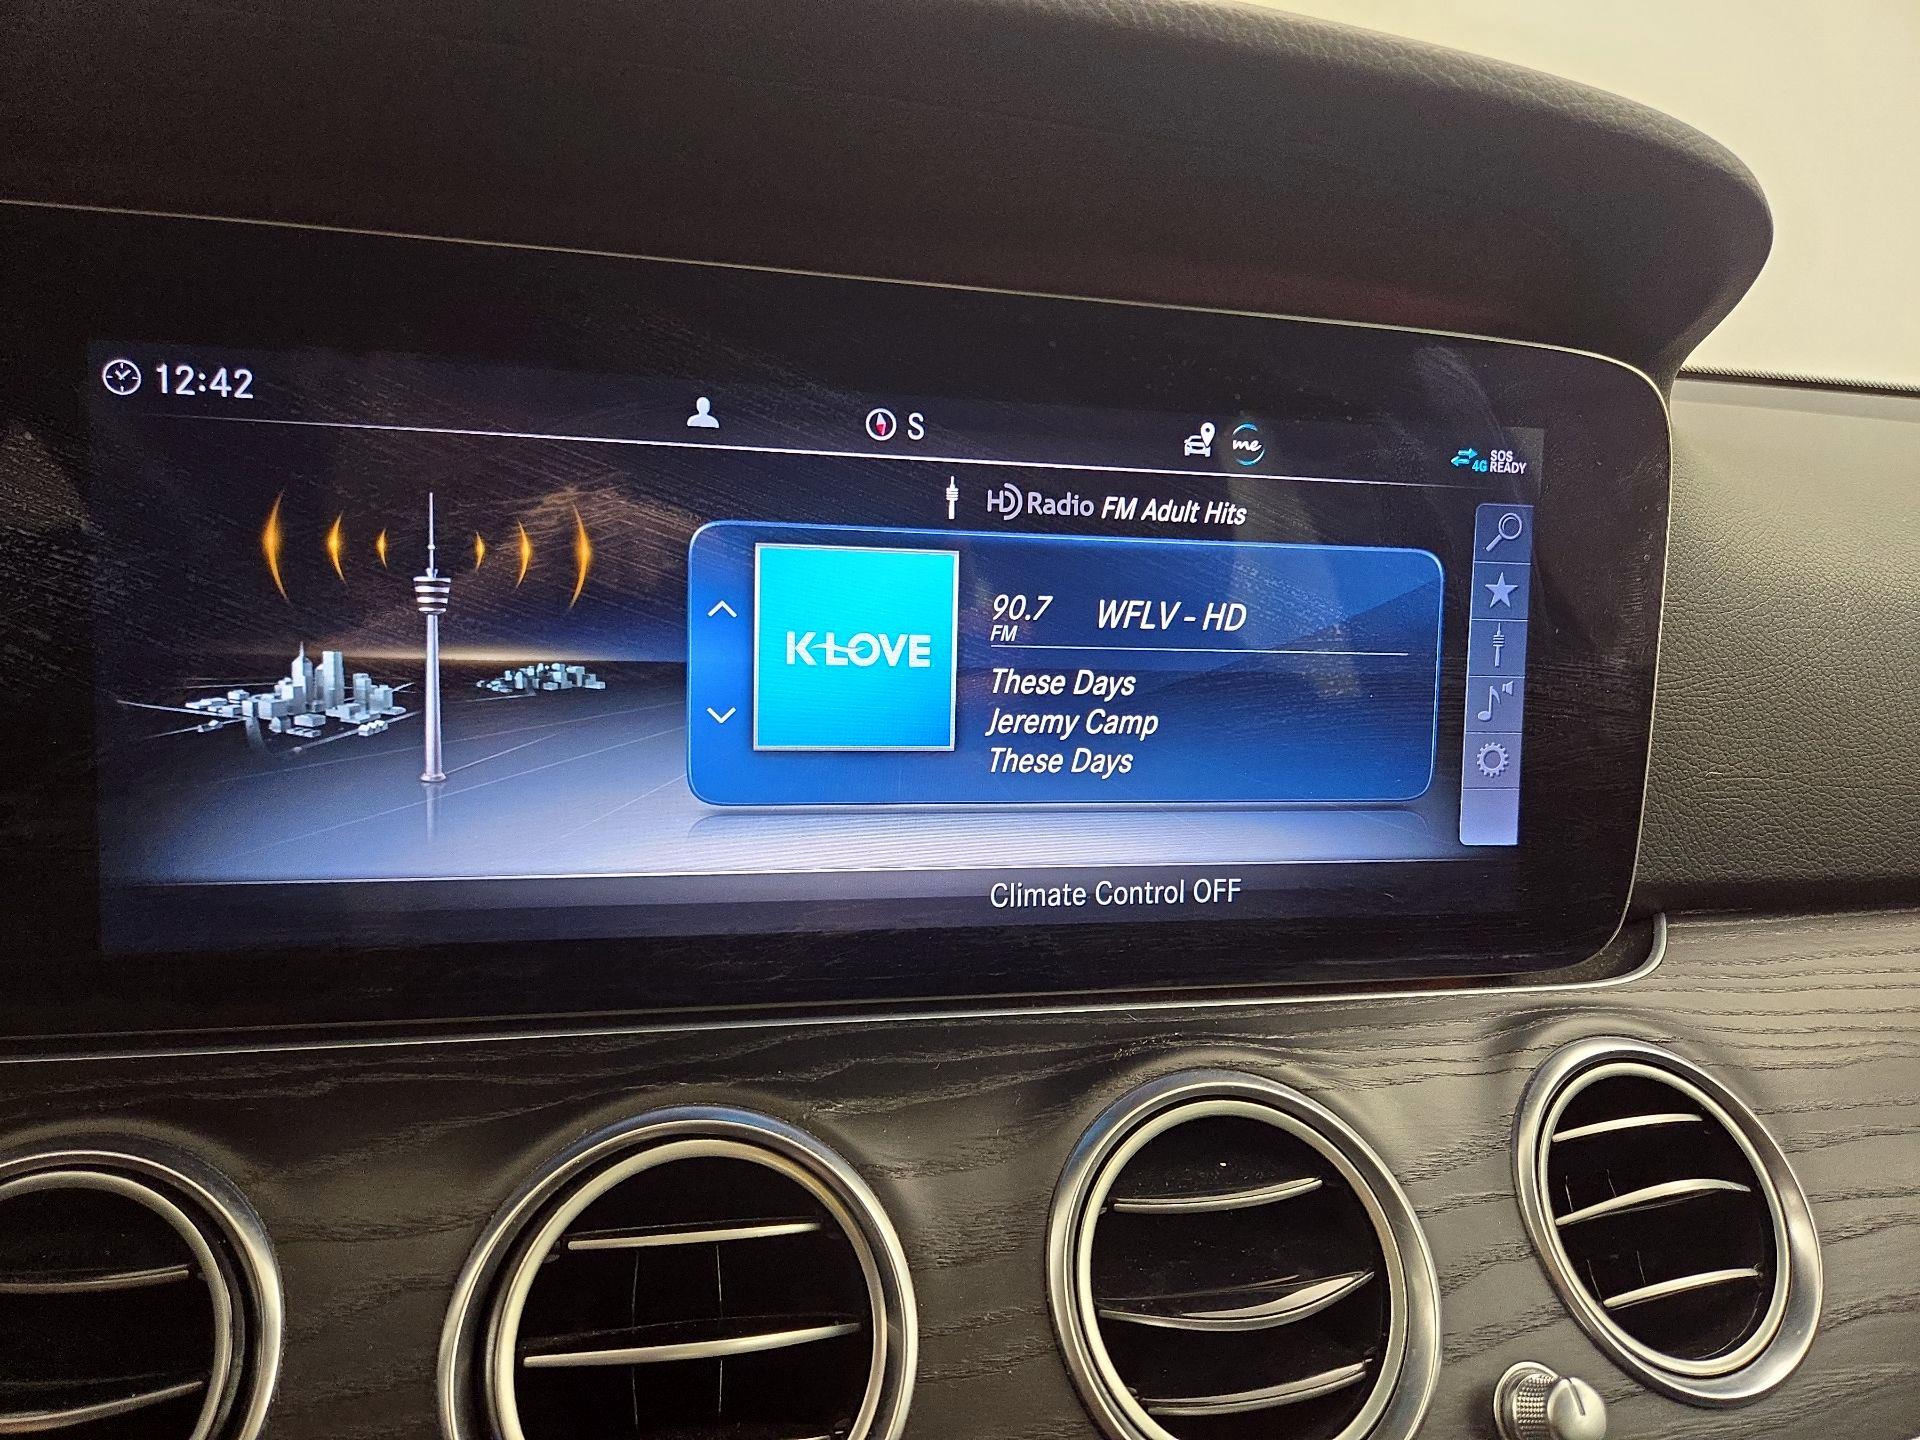 12:42
S
me
4G SOS READY
HD Radio FM Adult Hits
K-LOVE
90.7 FM WFLV - HD
These Days
Jeremy Camp
These Days
Climate Control OFF